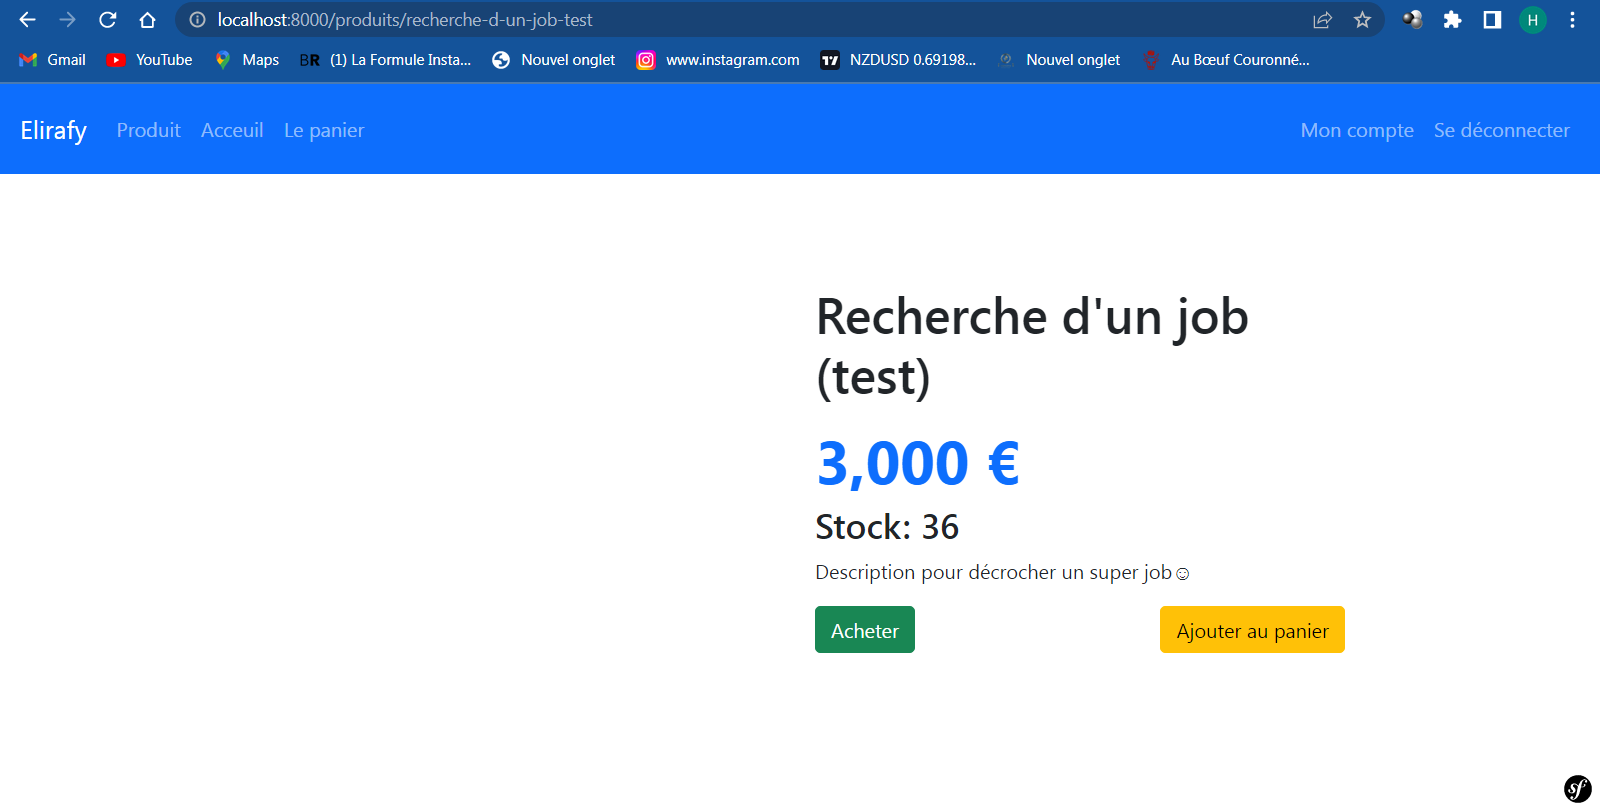 localhost:8000/produits/recherche-d-un-job-test
H
Gmail YouTube Maps BR (1) La Formule Insta... Nouvel onglet www.instagram.com NZDUSD 0.69198... Nouvel onglet Au Bœuf Couronné...
Elirafy Produit Acceuil Le panier Mon compte Se déconnecter
Recherche d'un job
(test)
3,000 €
Stock: 36
Description pour décrocher un super job☺
Acheter Ajouter au panier
sf